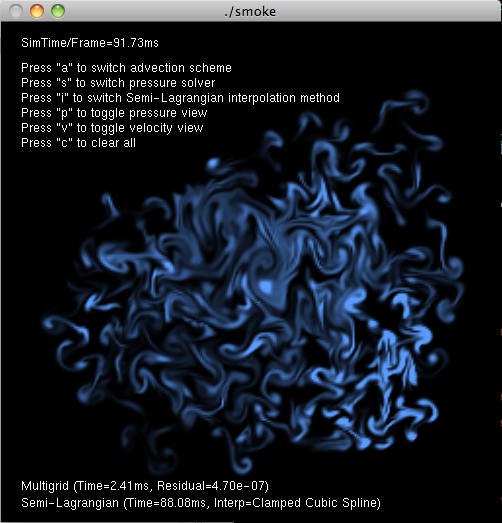 ./smoke
SimTime/Frame=91.73ms
Press "a" to switch advection scheme
Press "s" to switch pressure solver
Press "i" to switch Semi-Lagrangian interpolation method
Press "p" to toggle pressure view
Press "v" to toggle velocity view
Press "c" to clear all
Multigrid (Time=2.41ms, Residual=4.70e-07)
Semi-Lagrangian (Time=88.08ms, Interp=Clamped Cubic Spline)